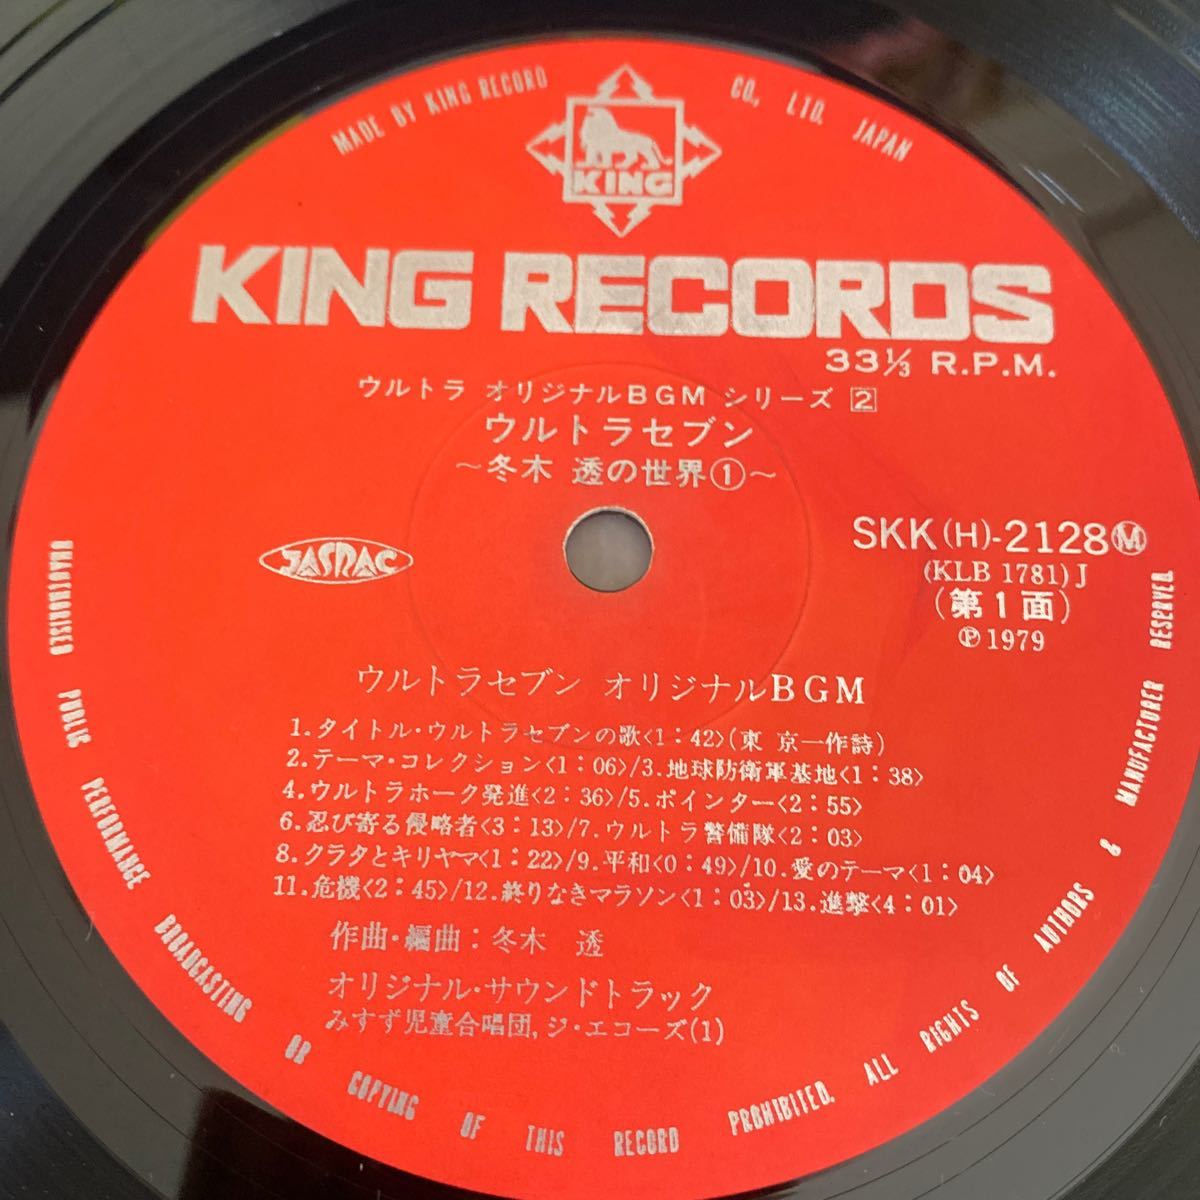 MADE BY KING RECORD CO., LTD. JAPAN
KING
KING RECORDS
33⅓ R.P.M.
ウルトラ オリジナルBGM シリーズ 2
ウルトラセブン
～冬木 透の世界①～
JASRAC
SKK(H)-2128Ⓜ
(KLB 1781)J
(第1面)
Ⓟ1979
ウルトラセブン オリジナルBGM
1.タイトル・ウルトラセブンの歌<1:42>(東 京一作詩)
2.テーマ・コレクション<1:06>/3.地球防衛軍基地<1:38>
4.ウルトラホーク発進<2:36>/5.ポインター<2:55>
6.忍び寄る侵略者<3:13>/7.ウルトラ警備隊<2:03>
8.クラタとキリヤマ<1:22>/9.平和<0:49>/10.愛のテーマ<1:04>
11.危機<2:45>/12.終りなきマラソン<1:03>/13.進撃<4:01>
作曲・編曲:冬木 透
オリジナル・サウンドトラック
みすず児童合唱団,ジ・エコーズ(1)
UNAUTHORISED PUBLIC PERFORMANCE BROADCASTING OR COPYING OF THIS RECORD PROHIBITED. ALL RIGHTS OF AUTHORS & MANUFACTURER RESERVED.